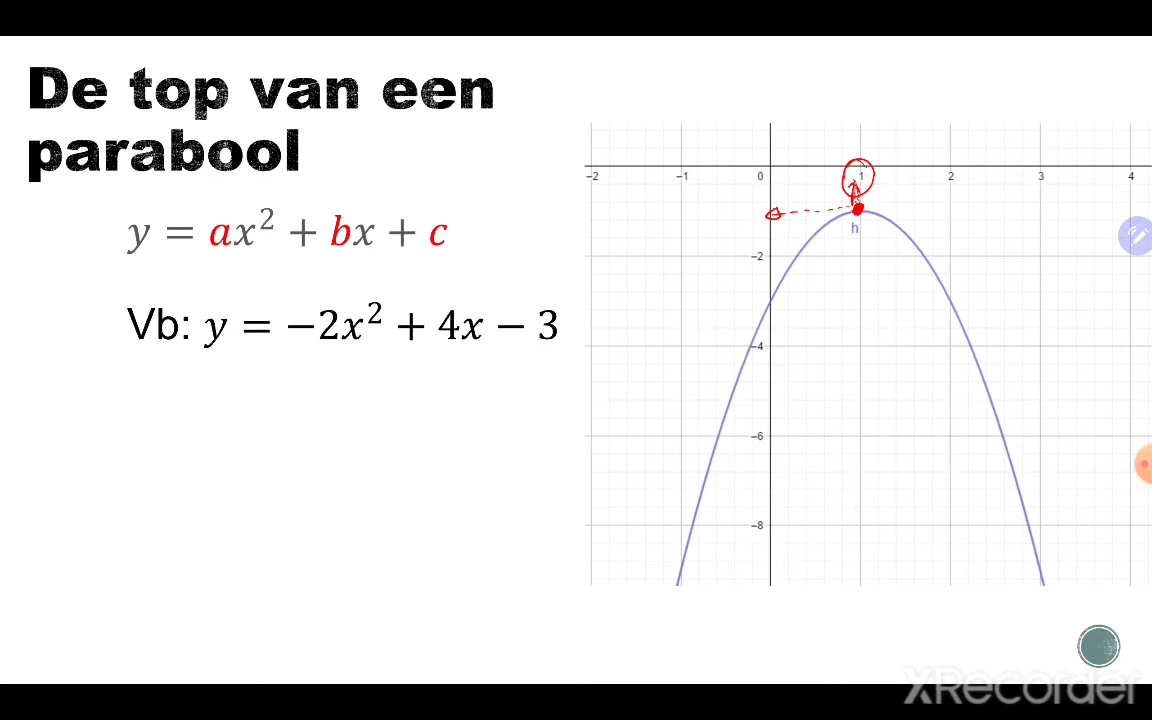 De top van een
parabool
y = ax² + bx + c
Vb: y = −2x² + 4x − 3
−2 −1 0 1 2 3 4
h
−2
−4
−6
−8
XRecorder